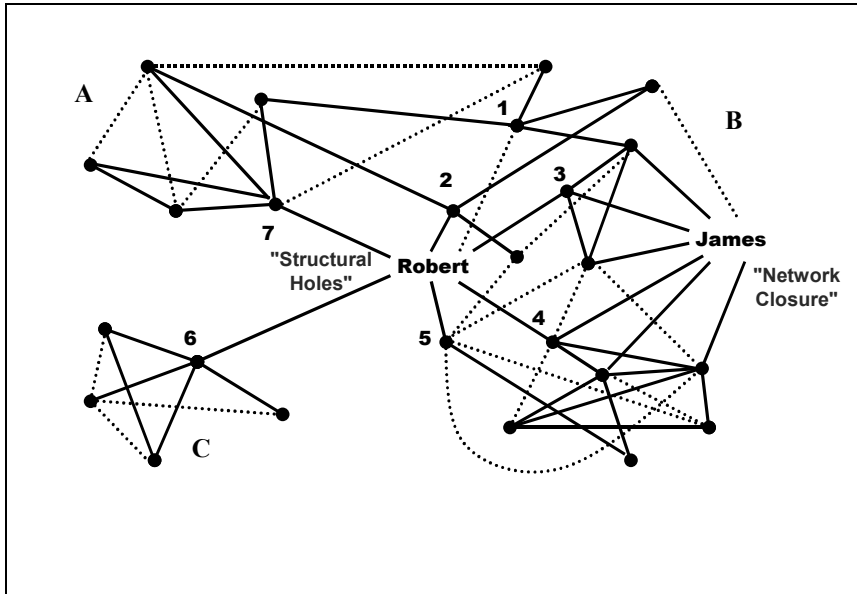 A
1
B
3
2
7
James
"Structural
Holes"
Robert
"Network
Closure"
6
5
4
C